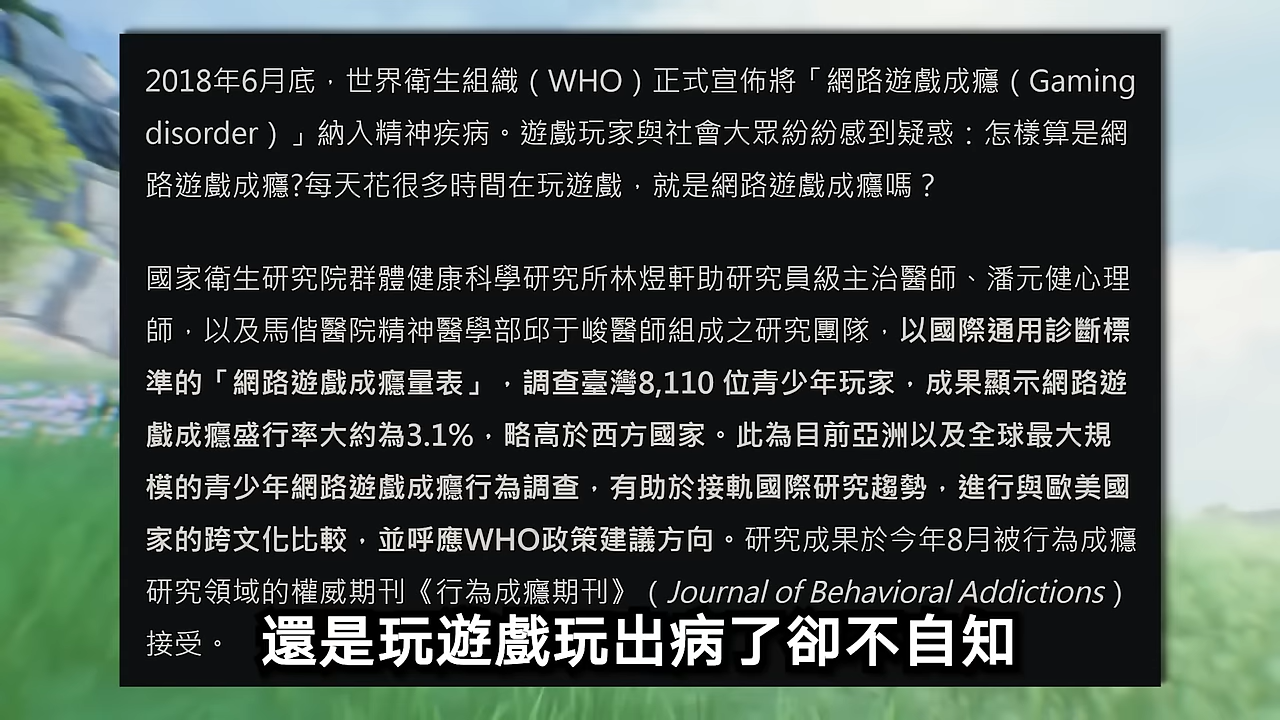 2018年6月底，世界衛生組織（WHO）正式宣佈將「網路遊戲成癮（Gaming
disorder）」納入精神疾病。遊戲玩家與社會大眾紛紛感到疑惑：怎樣算是網
路遊戲成癮?每天花很多時間在玩遊戲，就是網路遊戲成癮嗎？
國家衛生研究院群體健康科學研究所林煜軒助研究員級主治醫師、潘元健心理
師，以及馬偕醫院精神醫學部邱于峻醫師組成之研究團隊，以國際通用診斷標
準的「網路遊戲成癮量表」，調查臺灣8,110 位青少年玩家，成果顯示網路遊
戲成癮盛行率大約為3.1%，略高於西方國家。此為目前亞洲以及全球最大規
模的青少年網路遊戲成癮行為調查，有助於接軌國際研究趨勢，進行與歐美國
家的跨文化比較，並呼應WHO政策建議方向。研究成果於今年8月被行為成癮
研究領域的權威期刊《行為成癮期刊》（Journal of Behavioral Addictions）
接受。
還是玩遊戲玩出病了卻不自知